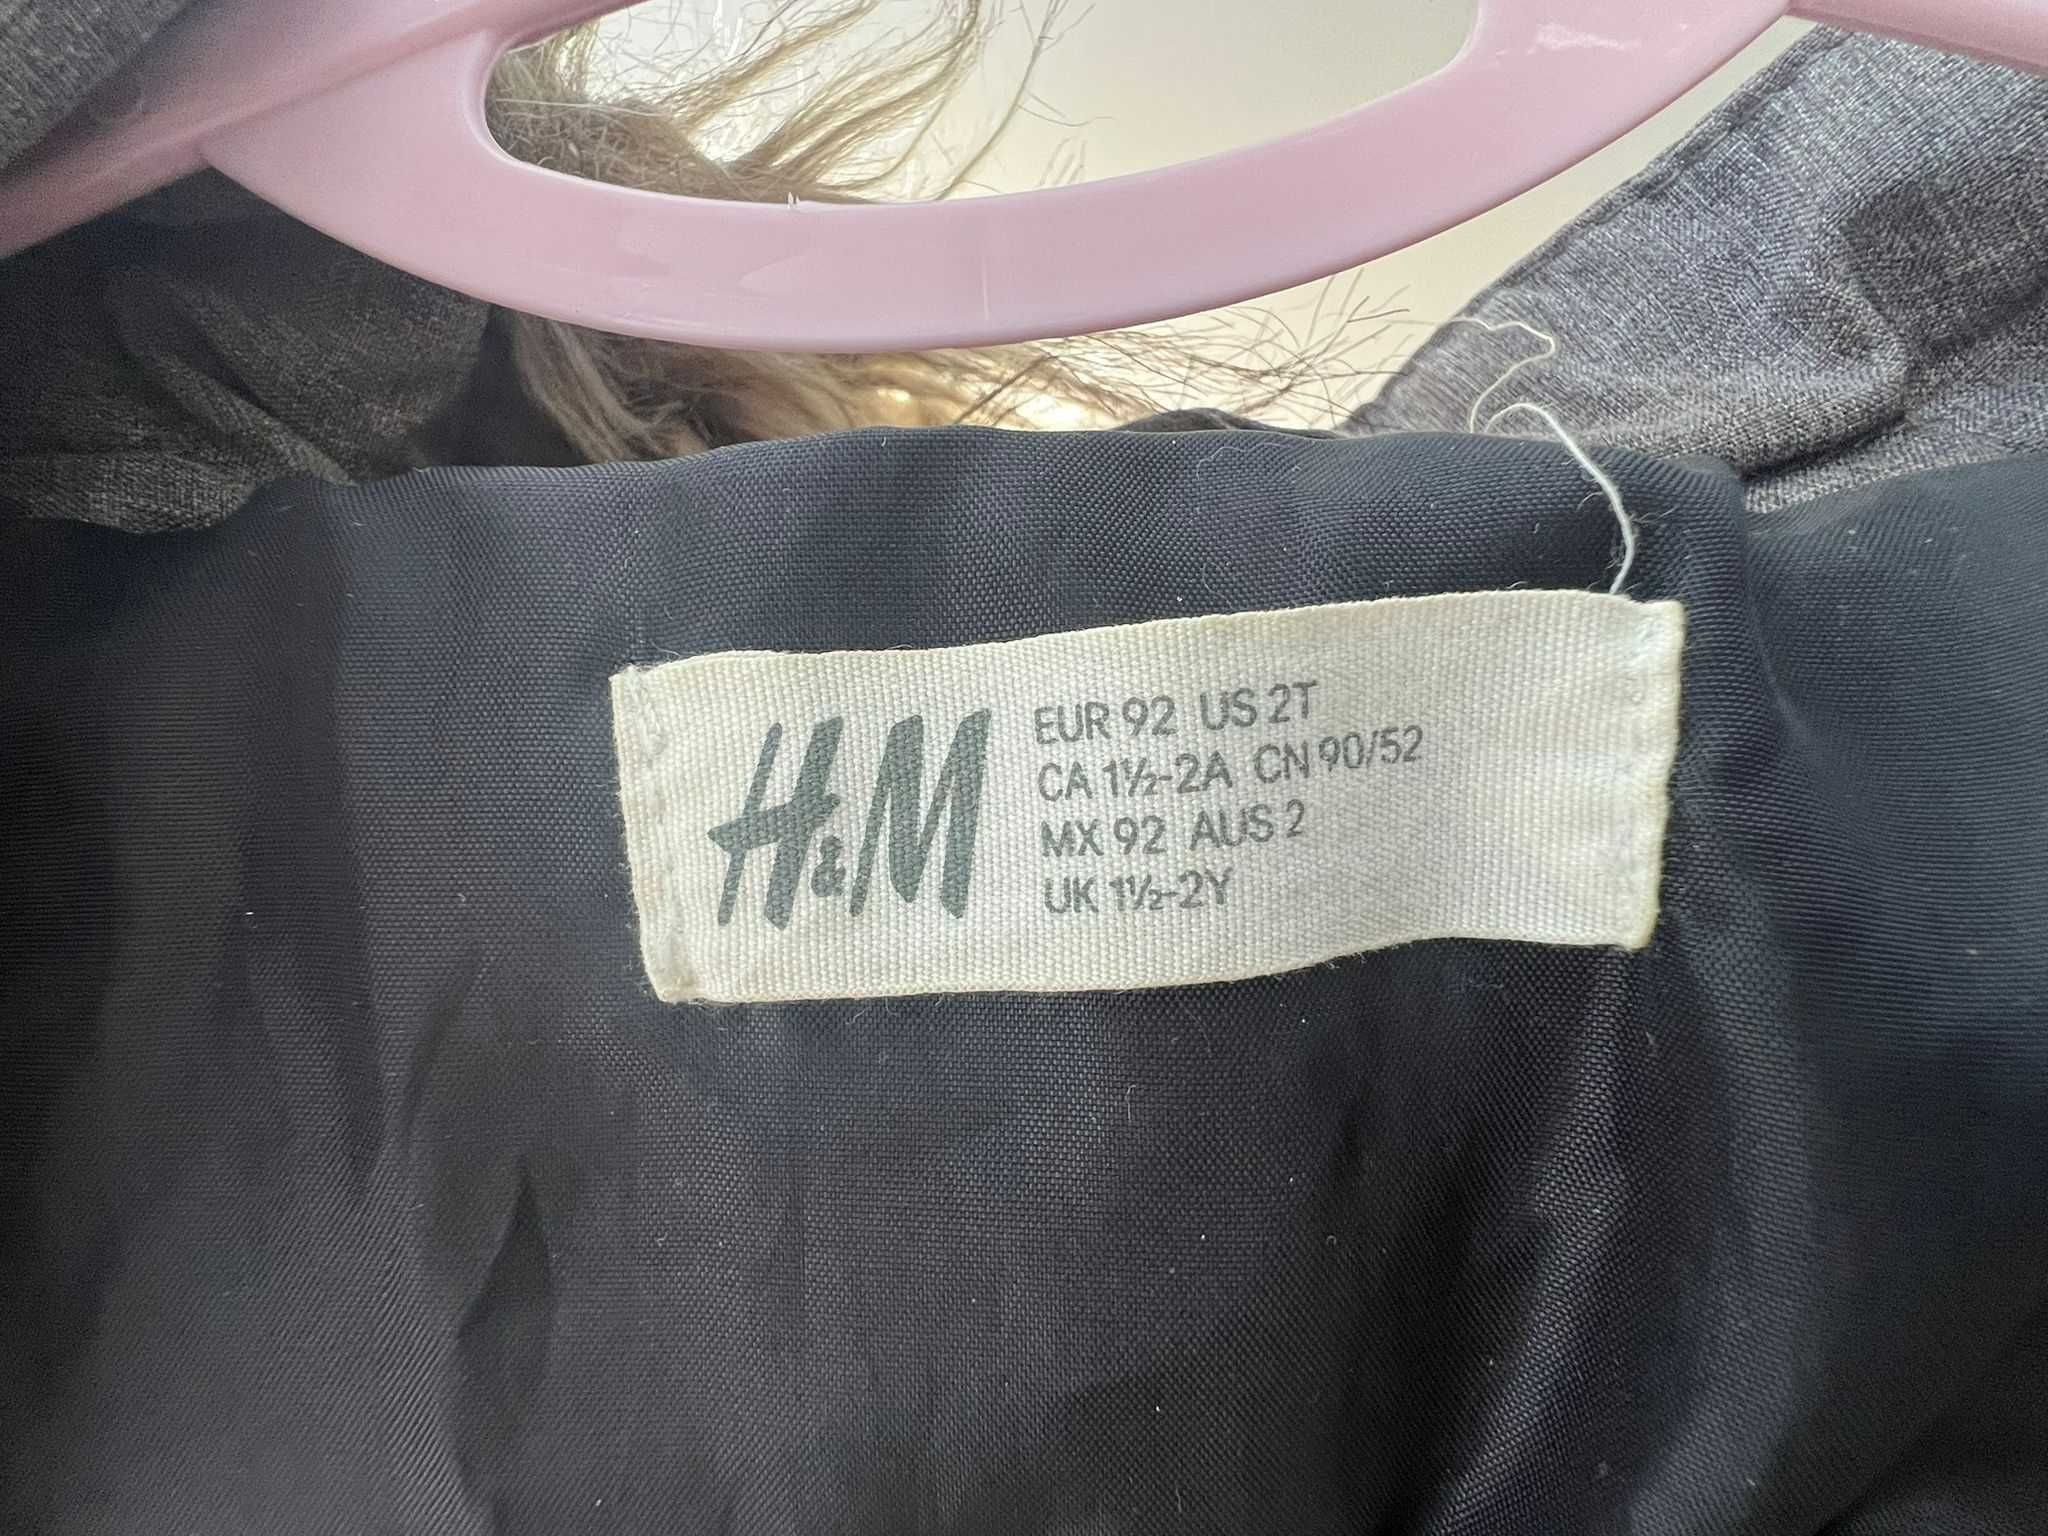 H&M
EUR 92 US 2T
CA 1½-2A CN 90/52
MX 92 AUS 2
UK 1½-2Y